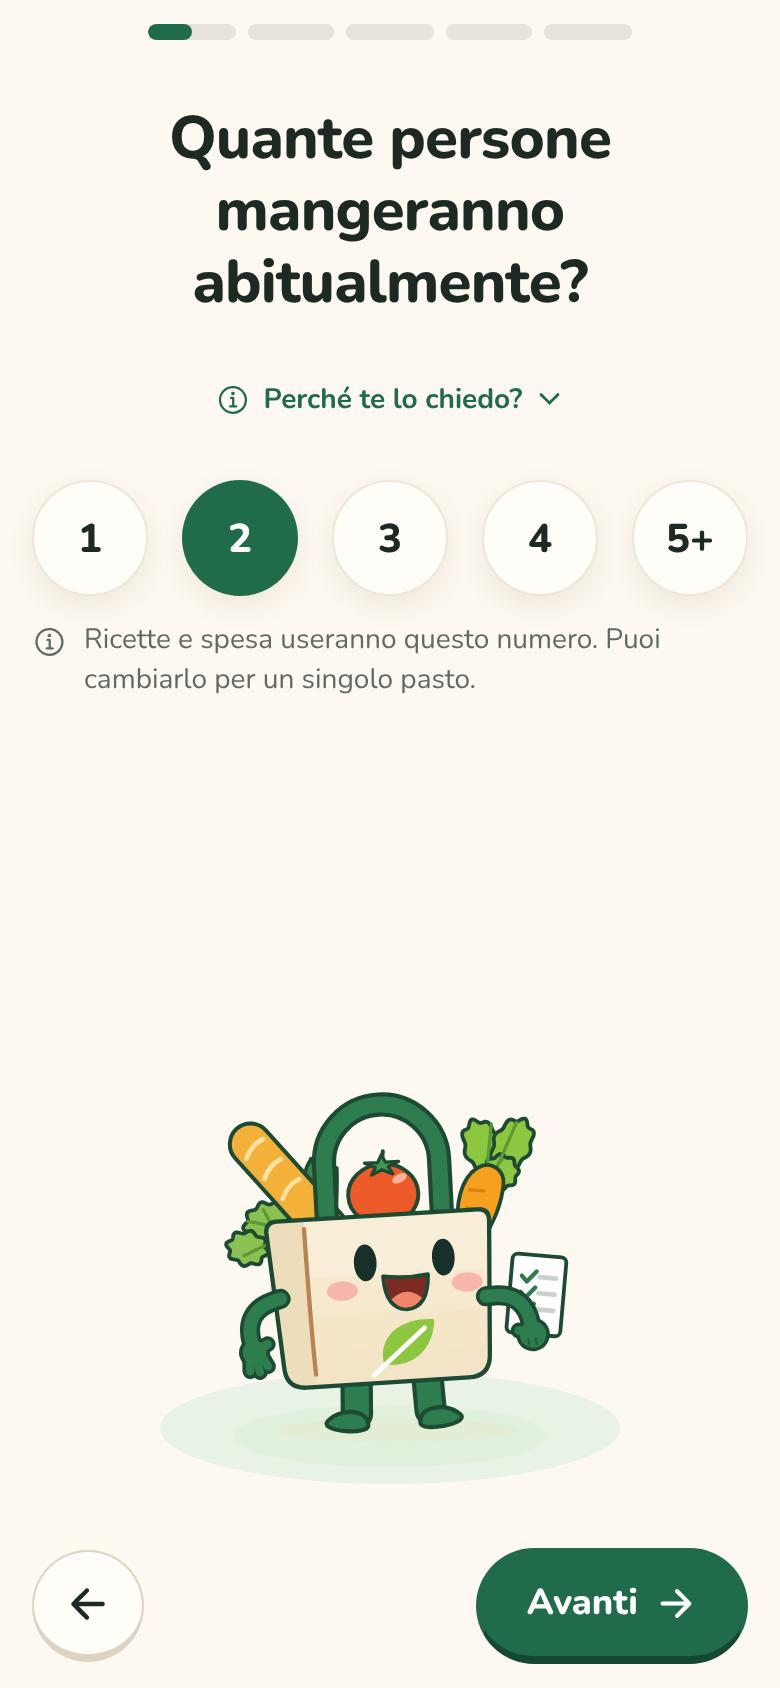 Quante persone
mangeranno
abitualmente?
Perché te lo chiedo?
1 2 3 4 5+
Ricette e spesa useranno questo numero. Puoi
cambiarlo per un singolo pasto.
Avanti